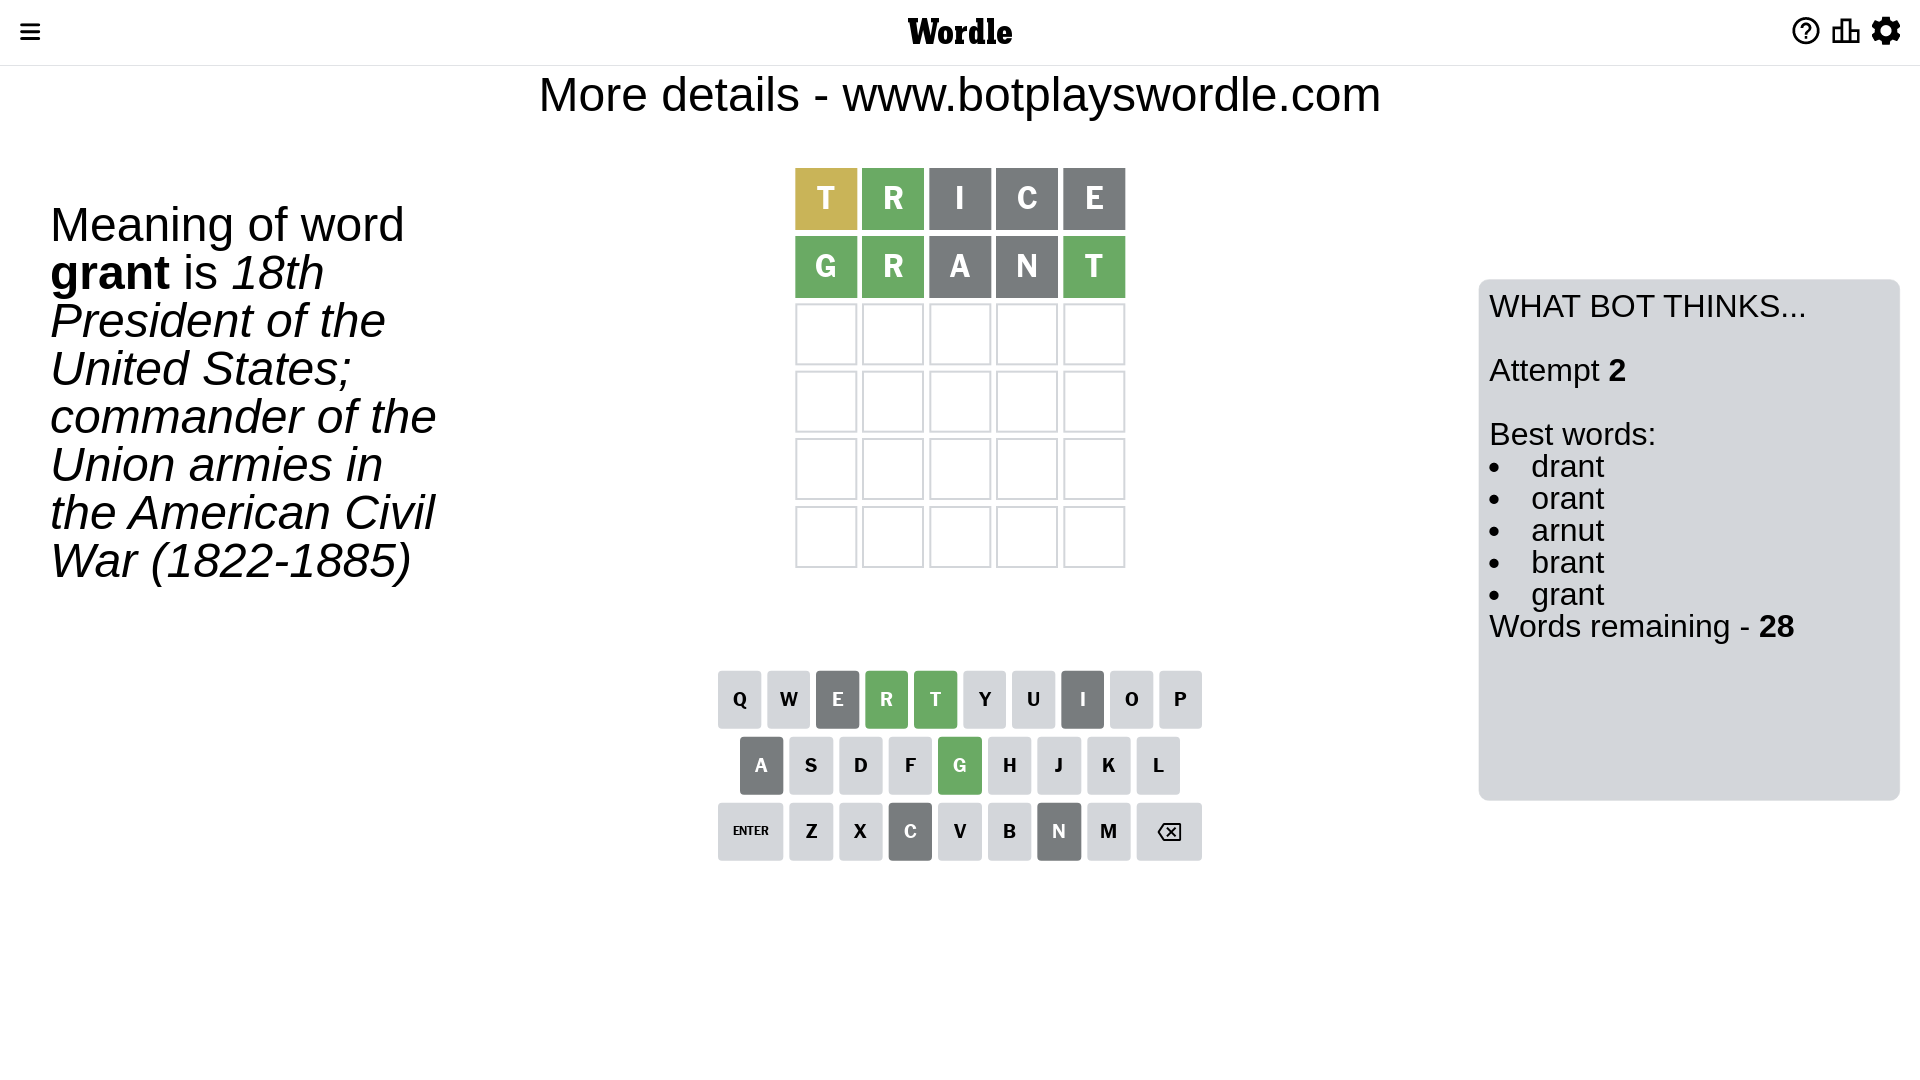 Wordle
More details - www.botplayswordle.com
T R I C E
G R A N T
Meaning of word
grant is 18th
President of the
United States;
commander of the
Union armies in
the American Civil
War (1822-1885)
WHAT BOT THINKS...
Attempt 2
Best words:
• drant
• orant
• arnut
• brant
• grant
Words remaining - 28
Q W E R T Y U I O P
A S D F G H J K L
ENTER Z X C V B N M